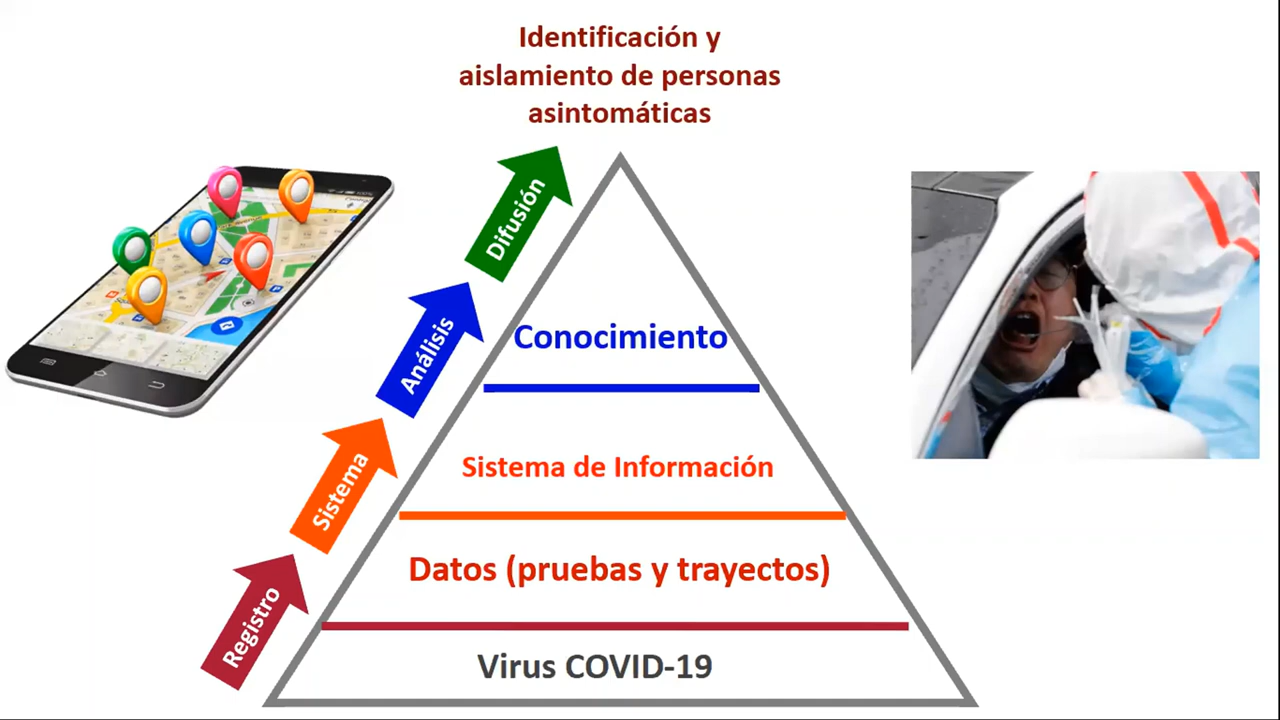 Identificación y
aislamiento de personas
asintomáticas
Difusión
Conocimiento
Análisis
Sistema de Información
Sistema
Datos (pruebas y trayectos)
Registro
Virus COVID-19